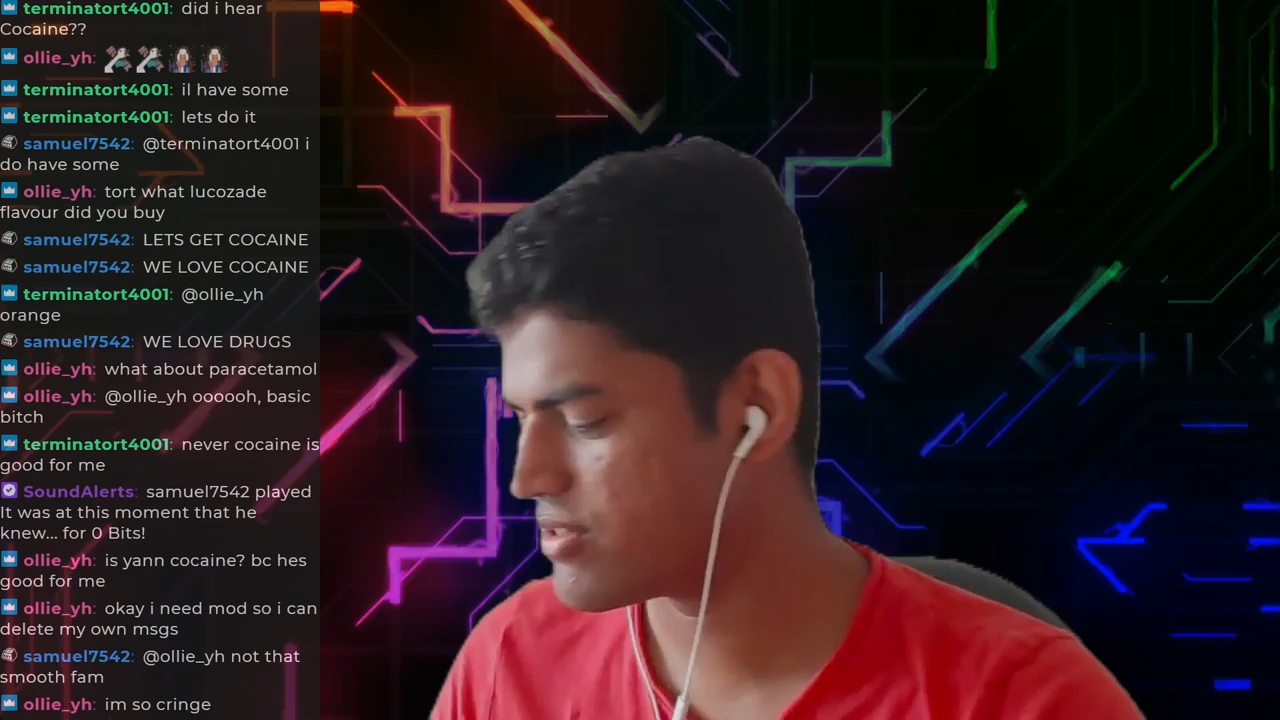 terminatort4001: did i hear
Cocaine??
ollie_yh:
terminatort4001: il have some
terminatort4001: lets do it
samuel7542: @terminatort4001 i
do have some
ollie_yh: tort what lucozade
flavour did you buy
samuel7542: LETS GET COCAINE
samuel7542: WE LOVE COCAINE
terminatort4001: @ollie_yh
orange
samuel7542: WE LOVE DRUGS
ollie_yh: what about paracetamol
ollie_yh: @ollie_yh oooooh, basic
bitch
terminatort4001: never cocaine is
good for me
SoundAlerts: samuel7542 played
It was at this moment that he
knew... for 0 Bits!
ollie_yh: is yann cocaine? bc hes
good for me
ollie_yh: okay i need mod so i can
delete my own msgs
samuel7542: @ollie_yh not that
smooth fam
ollie_yh: im so cringe